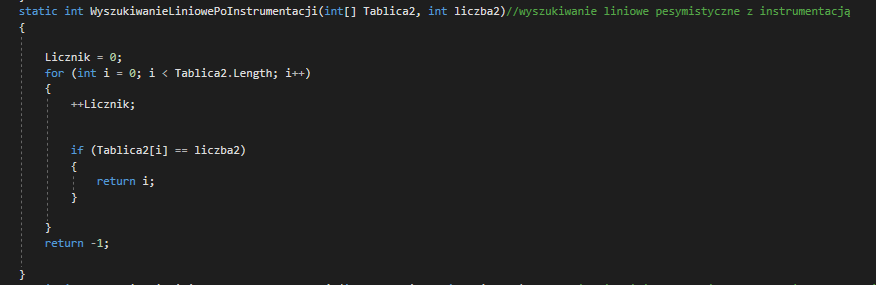 static int WyszukiwanieLiniowePoInstrumentacji(int[] Tablica2, int liczba2)//wyszukiwanie liniowe pesymistyczne z instrumentacją
{
Licznik = 0;
for (int i = 0; i < Tablica2.Length; i++)
{
++Licznik;
if (Tablica2[i] == liczba2)
{
return i;
}
}
return -1;
}